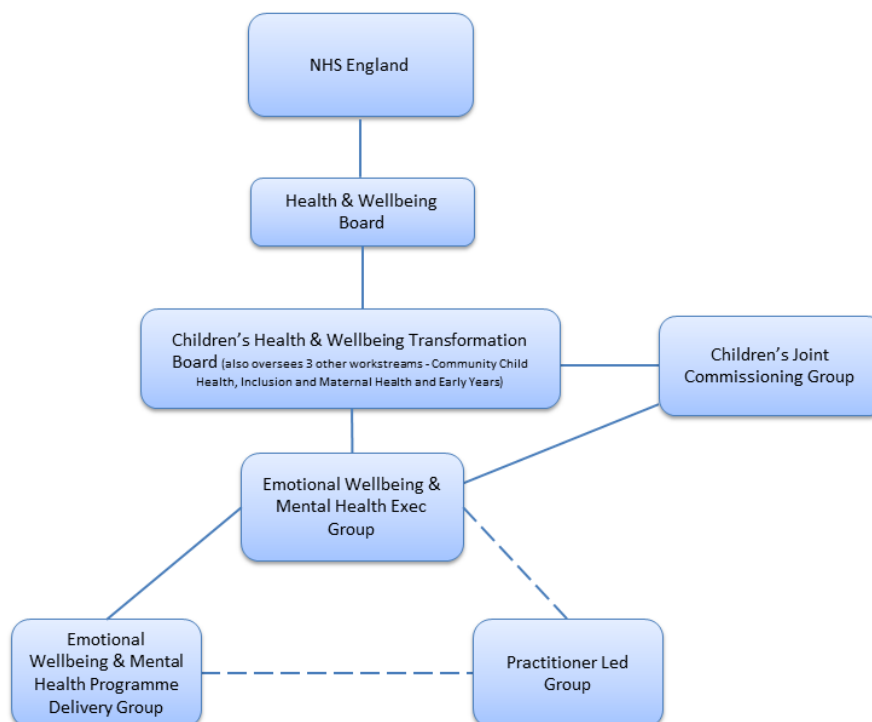 NHS England
Health & Wellbeing
Board
Children’s Health & Wellbeing Transformation
Board (also oversees 3 other workstreams - Community Child
Health, Inclusion and Maternal Health and Early Years)
Children’s Joint
Commissioning Group
Emotional Wellbeing &
Mental Health Exec
Group
Emotional
Wellbeing & Mental
Health Programme
Delivery Group
Practitioner Led
Group